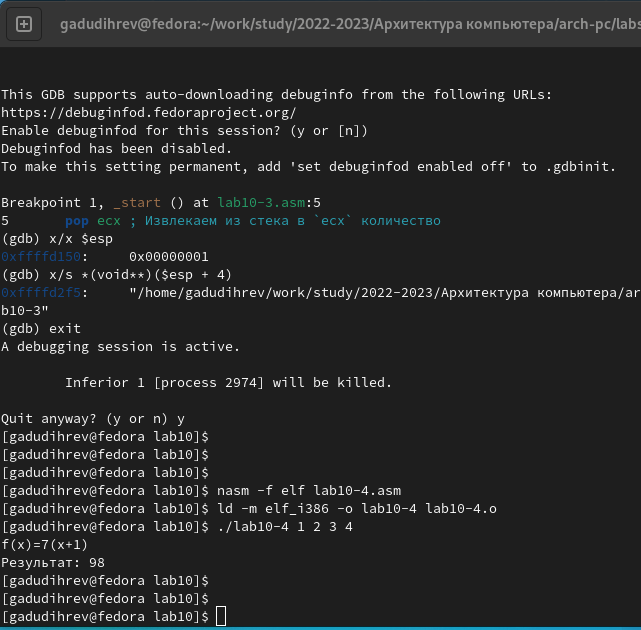 gadudihrev@fedora:~/work/study/2022-2023/Архитектура компьютера/arch-pc/labs
This GDB supports auto-downloading debuginfo from the following URLs:
https://debuginfod.fedoraproject.org/
Enable debuginfod for this session? (y or [n])
Debuginfod has been disabled.
To make this setting permanent, add 'set debuginfod enabled off' to .gdbinit.
Breakpoint 1, _start () at lab10-3.asm:5
5       pop ecx ; Извлекаем из стека в `ecx` количество
(gdb) x/x $esp
0xffffd150:     0x00000001
(gdb) x/s *(void**)($esp + 4)
0xffffd2f5:     "/home/gadudihrev/work/study/2022-2023/Архитектура компьютера/ar
b10-3"
(gdb) exit
A debugging session is active.
        Inferior 1 [process 2974] will be killed.
Quit anyway? (y or n) y
[gadudihrev@fedora lab10]$
[gadudihrev@fedora lab10]$
[gadudihrev@fedora lab10]$
[gadudihrev@fedora lab10]$ nasm -f elf lab10-4.asm
[gadudihrev@fedora lab10]$ ld -m elf_i386 -o lab10-4 lab10-4.o
[gadudihrev@fedora lab10]$ ./lab10-4 1 2 3 4
f(x)=7(x+1)
Результат: 98
[gadudihrev@fedora lab10]$
[gadudihrev@fedora lab10]$
[gadudihrev@fedora lab10]$